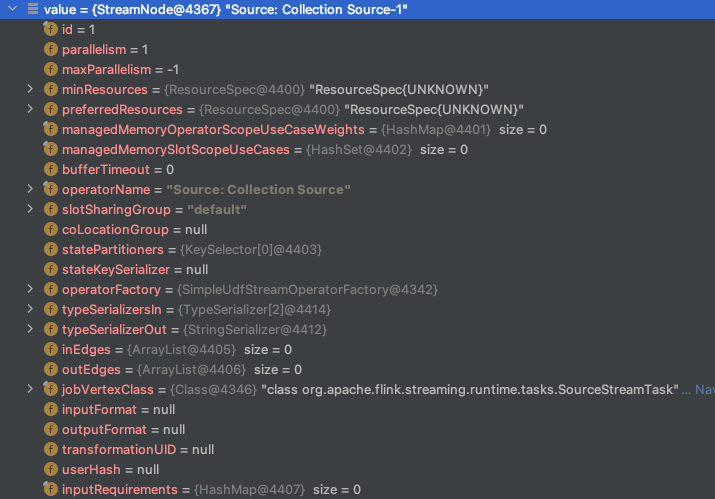 value = {StreamNode@4367} "Source: Collection Source-1"
f id = 1
f parallelism = 1
f maxParallelism = -1
f minResources = {ResourceSpec@4400} "ResourceSpec{UNKNOWN}"
f preferredResources = {ResourceSpec@4400} "ResourceSpec{UNKNOWN}"
f managedMemoryOperatorScopeUseCaseWeights = {HashMap@4401} size = 0
f managedMemorySlotScopeUseCases = {HashSet@4402} size = 0
f bufferTimeout = 0
f operatorName = "Source: Collection Source"
f slotSharingGroup = "default"
f coLocationGroup = null
f statePartitioners = {KeySelector[0]@4403}
f stateKeySerializer = null
f operatorFactory = {SimpleUdfStreamOperatorFactory@4342}
f typeSerializersIn = {TypeSerializer[2]@4414}
f typeSerializerOut = {StringSerializer@4412}
f inEdges = {ArrayList@4405} size = 0
f outEdges = {ArrayList@4406} size = 0
f jobVertexClass = {Class@4346} "class org.apache.flink.streaming.runtime.tasks.SourceStreamTask"... Nav
f inputFormat = null
f outputFormat = null
f transformationUID = null
f userHash = null
f inputRequirements = {HashMap@4407} size = 0